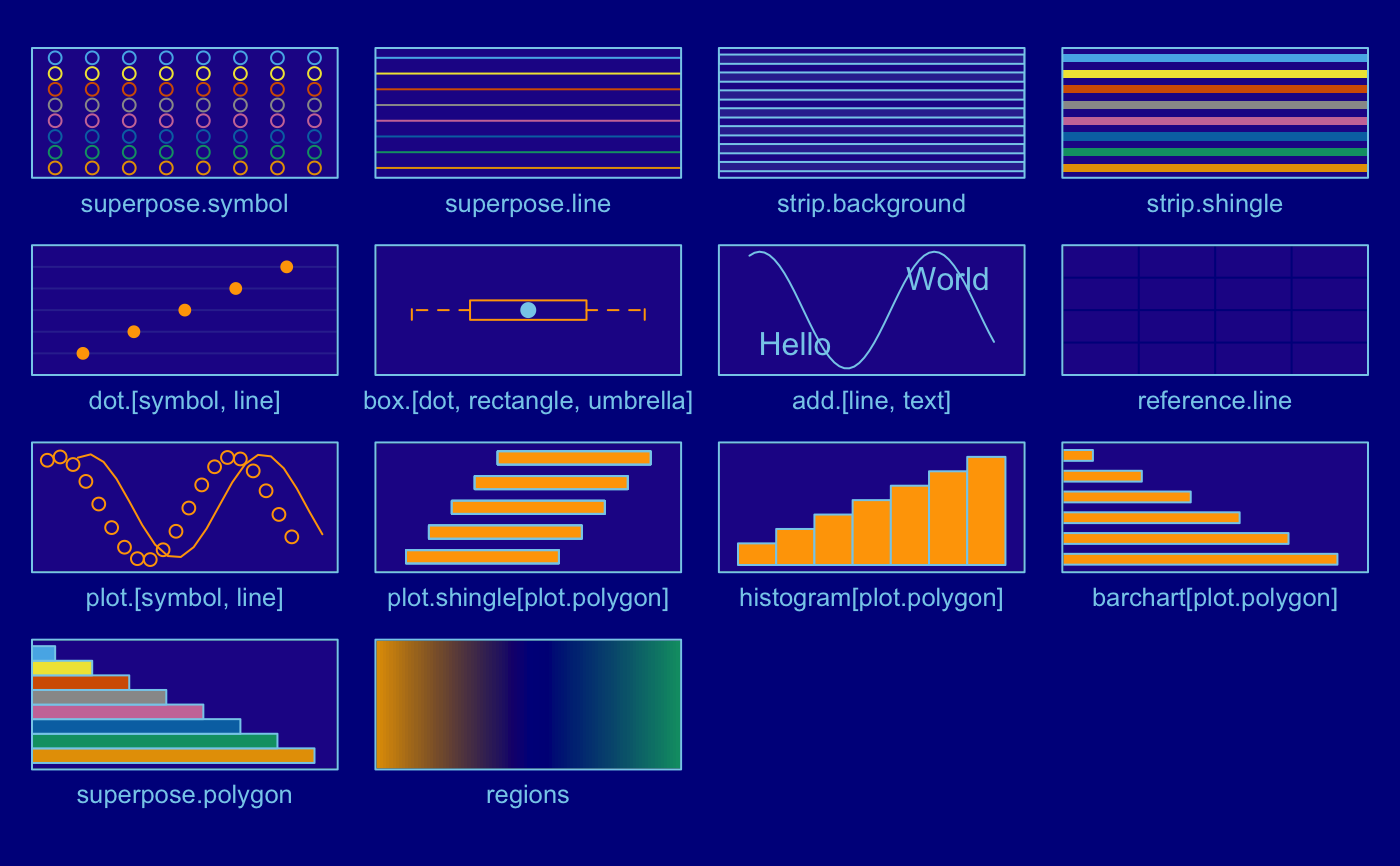 superpose.symbol
superpose.line
strip.background
strip.shingle
World
Hello
dot.[symbol, line]
box.[dot, rectangle, umbrella]
add.[line, text]
reference.line
plot.[symbol, line]
plot.shingle[plot.polygon]
histogram[plot.polygon]
barchart[plot.polygon]
superpose.polygon
regions